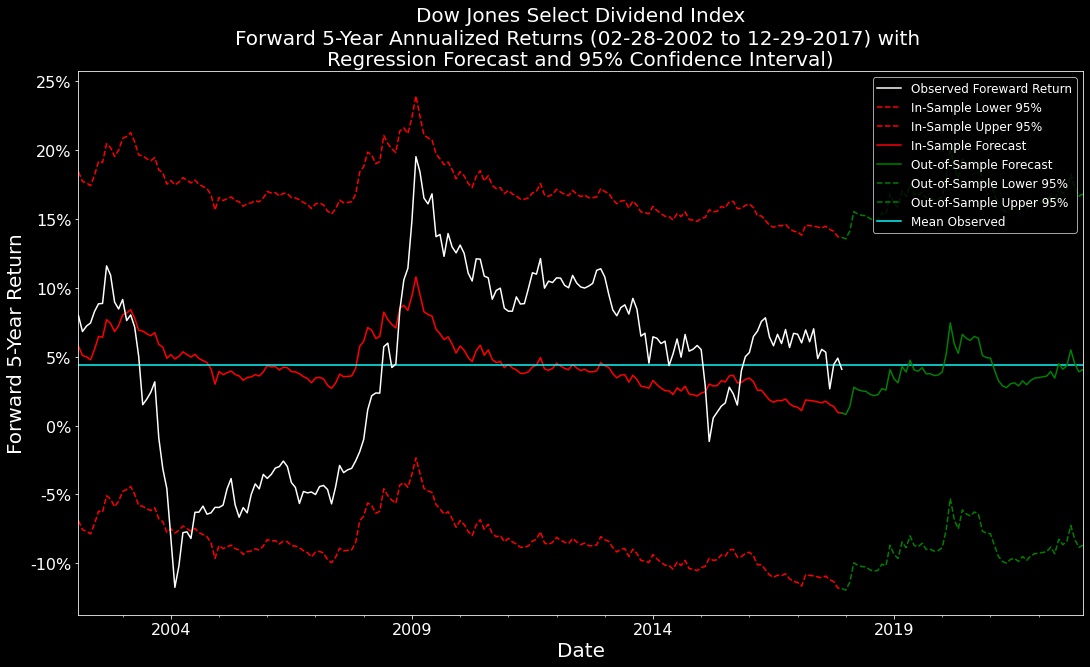 Dow Jones Select Dividend Index
Forward 5-Year Annualized Returns (02-28-2002 to 12-29-2017) with
Regression Forecast and 95% Confidence Interval)
25%
20%
15%
10%
5%
0%
-5%
-10%
Forward 5-Year Return
Observed Foreward Return
In-Sample Lower 95%
In-Sample Upper 95%
In-Sample Forecast
Out-of-Sample Forecast
Out-of-Sample Lower 95%
Out-of-Sample Upper 95%
Mean Observed
2004
2009
2014
2019
Date